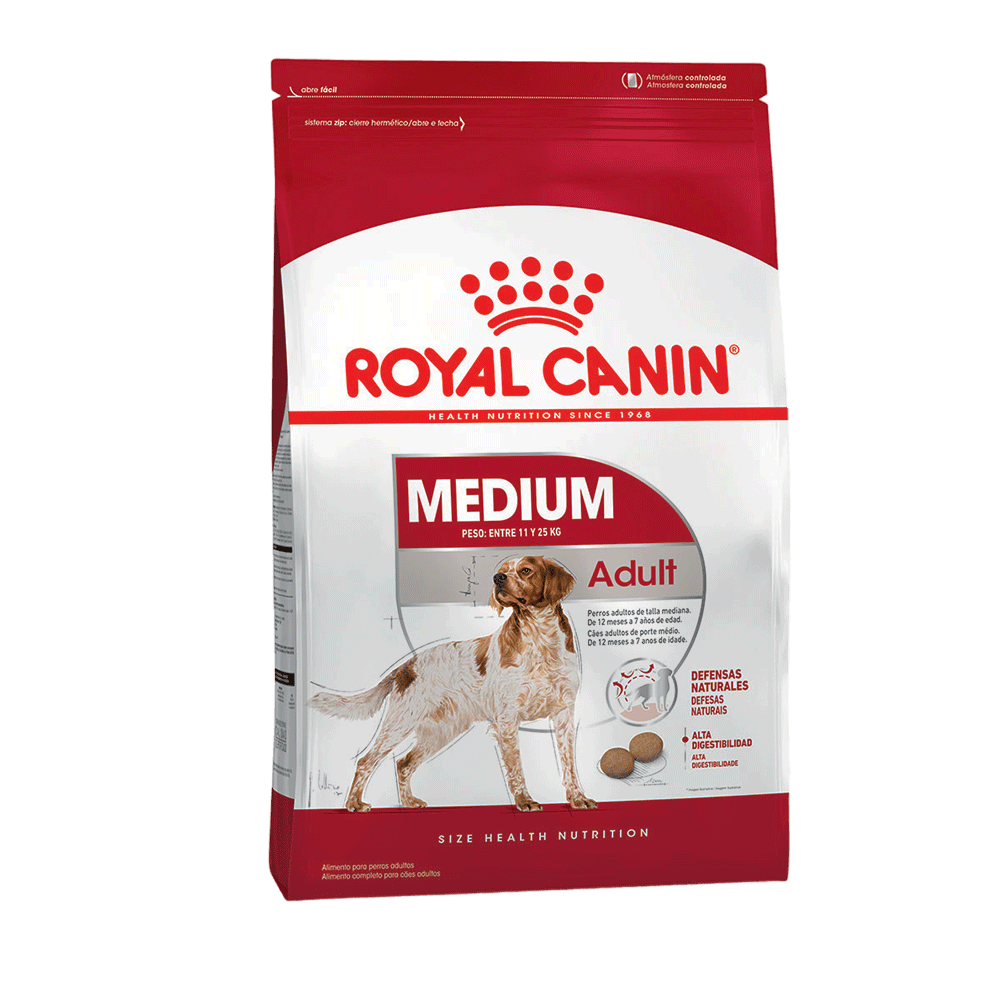 abre fácil
Atmósfera controlada
Atmosfera controlada
sistema zip: cierre hermético/abre e fecha
ROYAL CANIN®
HEALTH NUTRITION SINCE 1968
MEDIUM
PESO: ENTRE 11 Y 25 KG
Adult
Perros adultos de talla mediana.
De 12 meses a 7 años de edad.
Cães adultos de porte médio.
De 12 meses a 7 anos de idade.
DEFENSAS
NATURALES
DEFESAS
NATURAIS
ALTA
DIGESTIBILIDAD
ALTA
DIGESTIBILIDADE
SIZE HEALTH NUTRITION
Alimento para perros adultos
Alimento completo para cães adultos